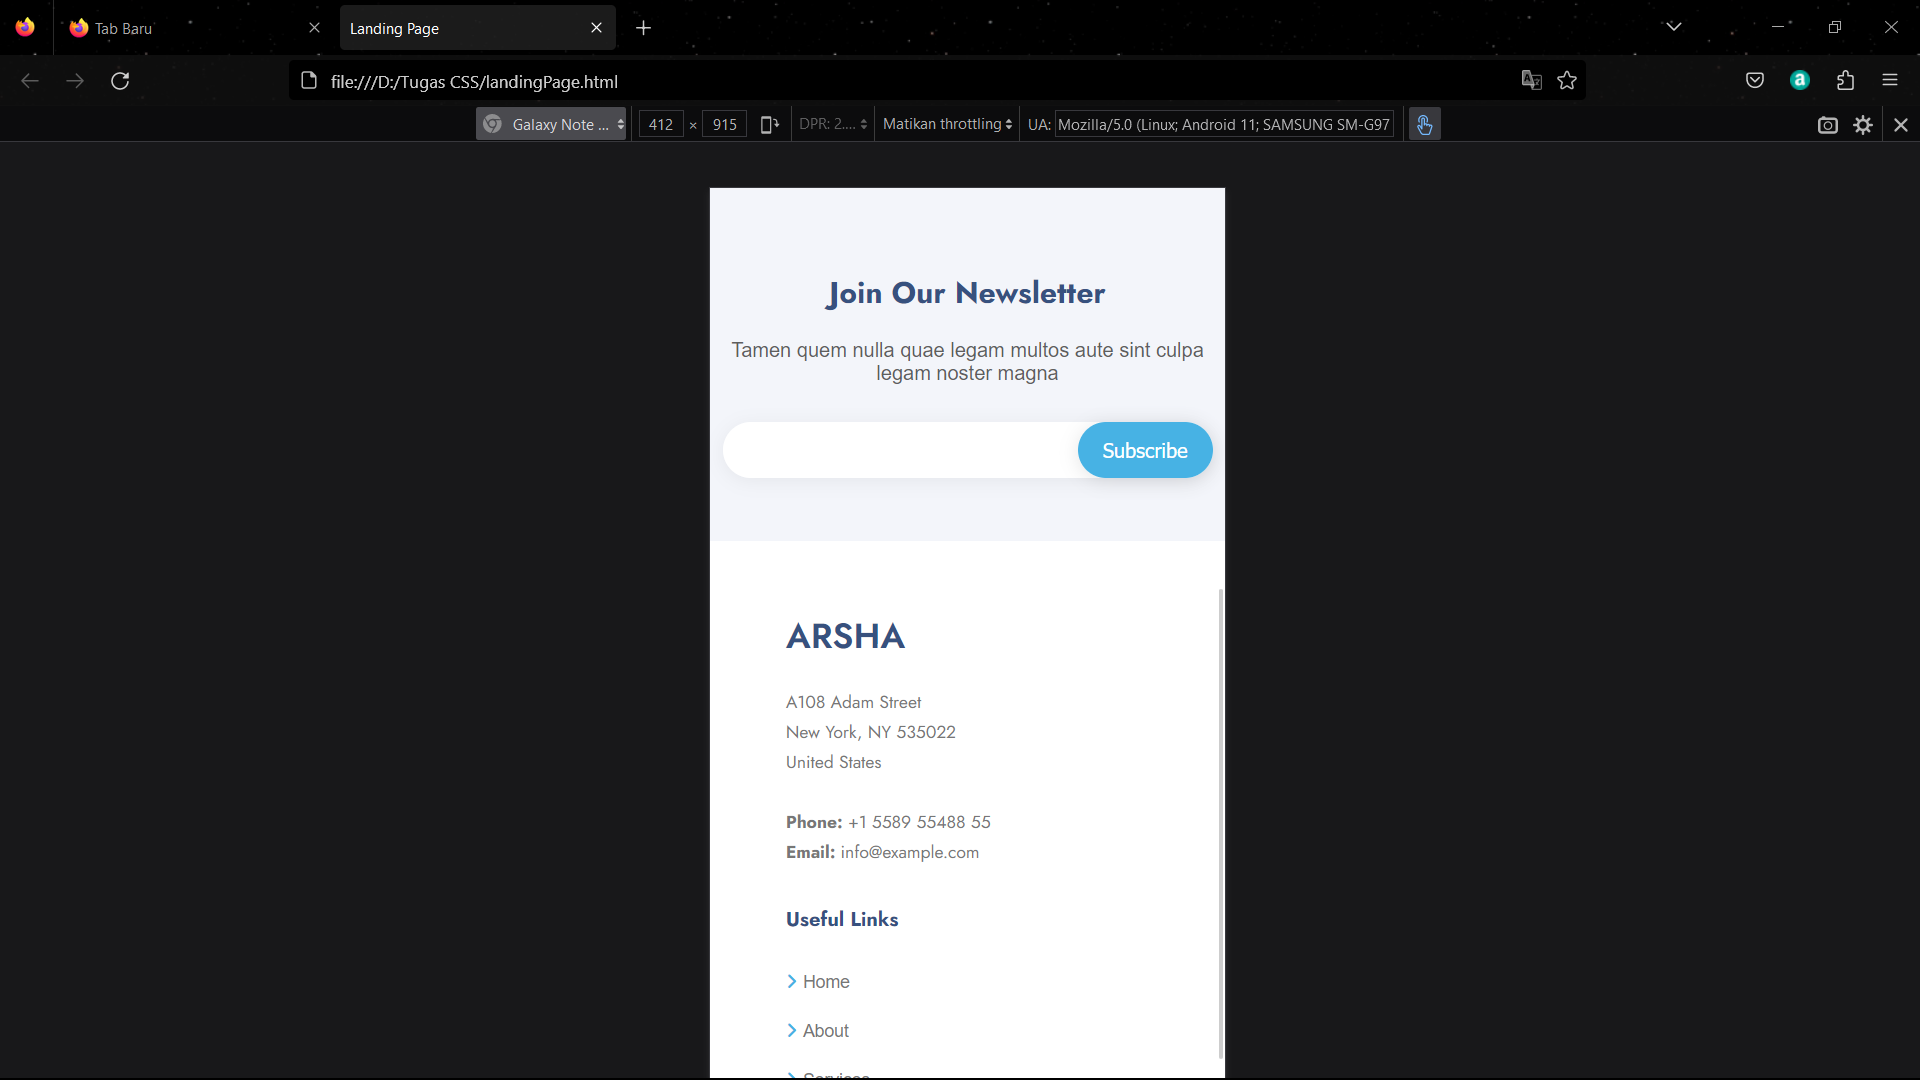 Tab Baru
Landing Page
file:///D:/Tugas CSS/landingPage.html
Galaxy Note ...
412 × 915
DPR: 2....
Matikan throttling
UA: Mozilla/5.0 (Linux; Android 11; SAMSUNG SM-G97
Join Our Newsletter
Tamen quem nulla quae legam multos aute sint culpa
legam noster magna
Subscribe
ARSHA
A108 Adam Street
New York, NY 535022
United States
Phone: +1 5589 55488 55
Email: info@example.com
Useful Links
Home
About
Services